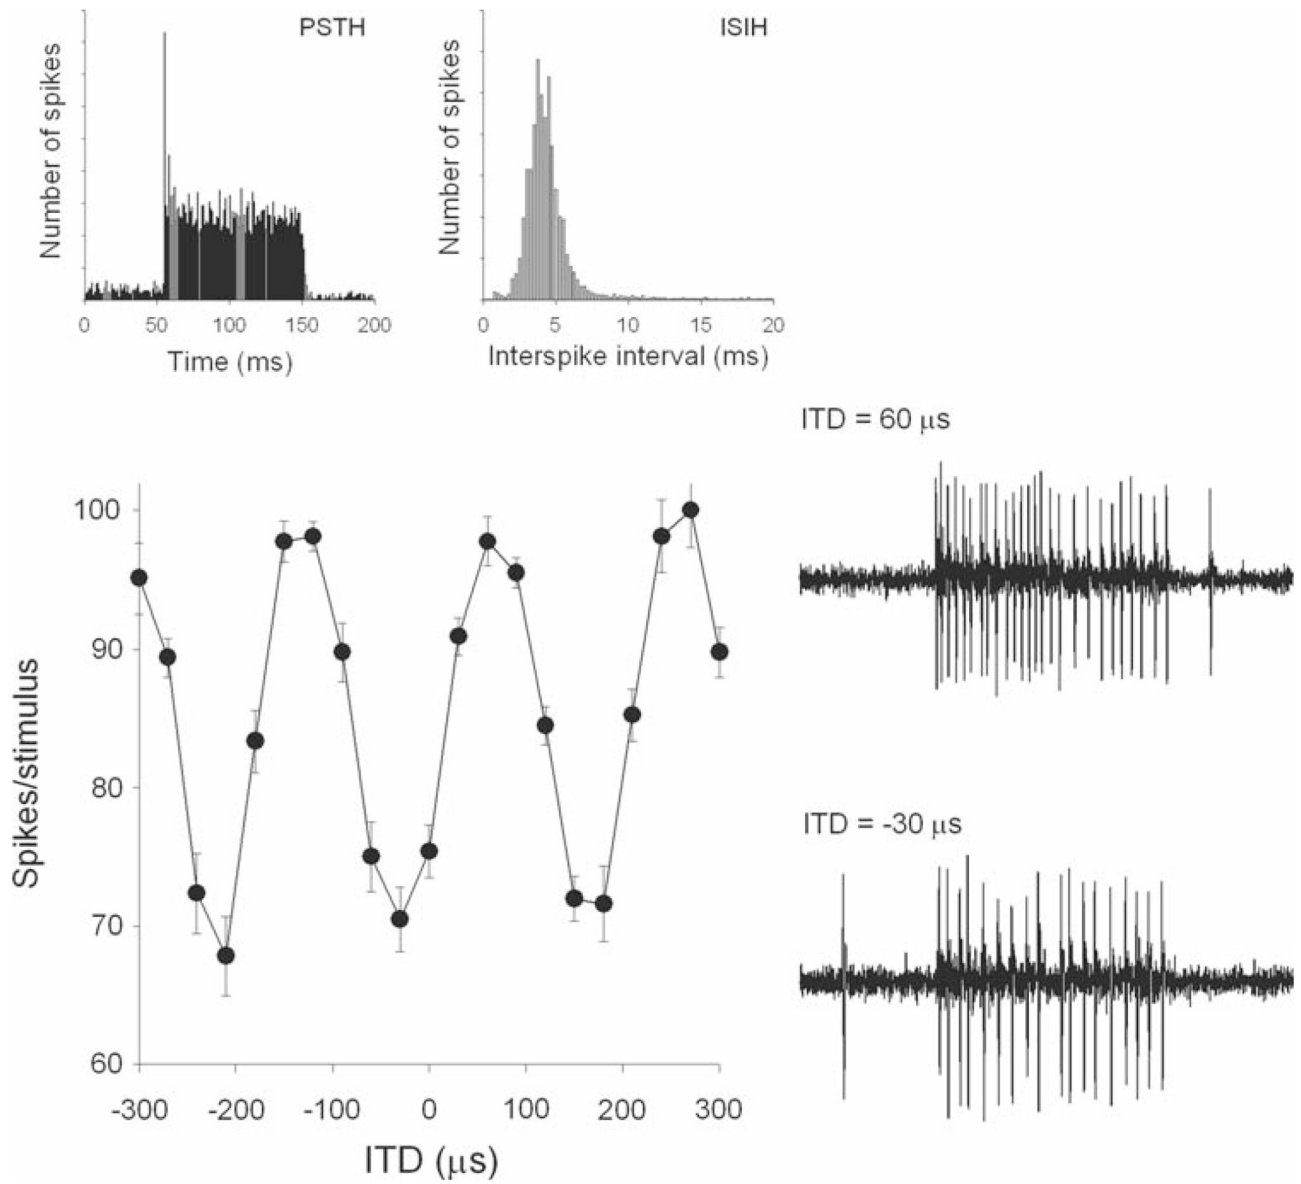 PSTH
Number of spikes
0 50 100 150 200
Time (ms)
ISIH
Number of spikes
0 5 10 15 20
Interspike interval (ms)
Spikes/stimulus
100
90
80
70
60
-300 -200 -100 0 100 200 300
ITD (μs)
ITD = 60 μs
ITD = -30 μs